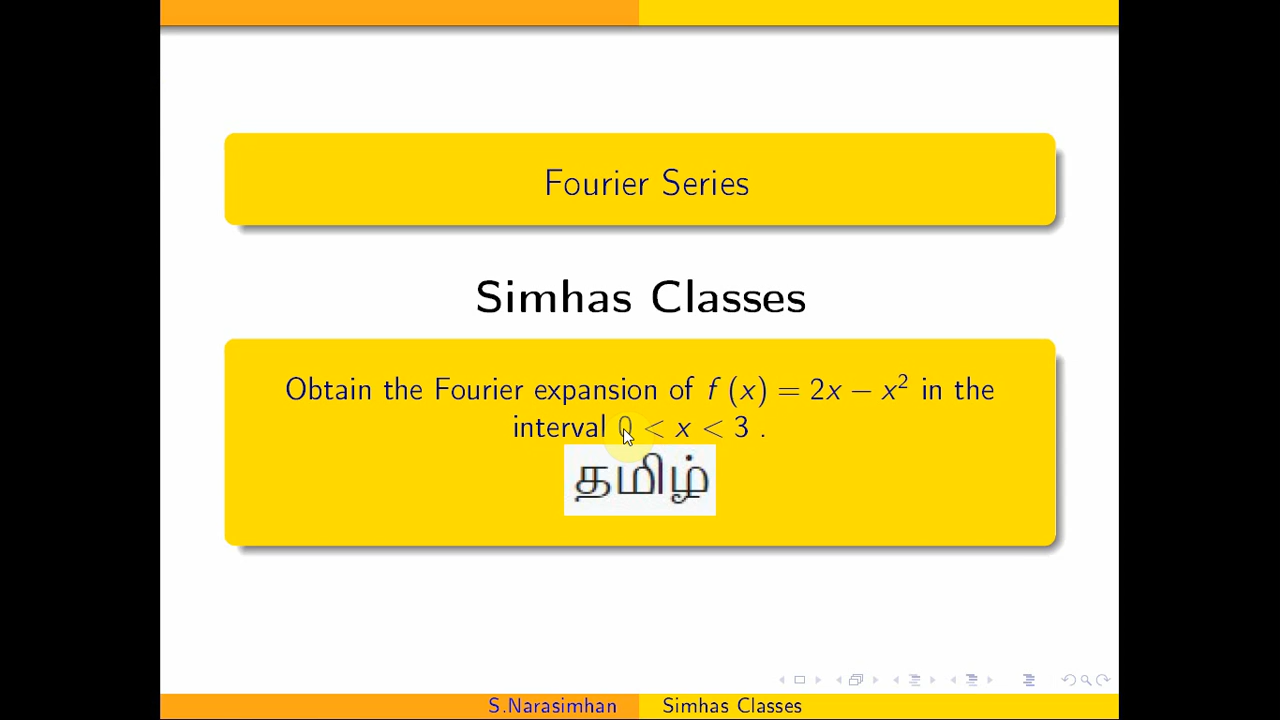 Fourier Series
Simhas Classes
Obtain the Fourier expansion of f (x) = 2x − x² in the
interval 0 < x < 3 .
தமிழ்
S.Narasimhan Simhas Classes